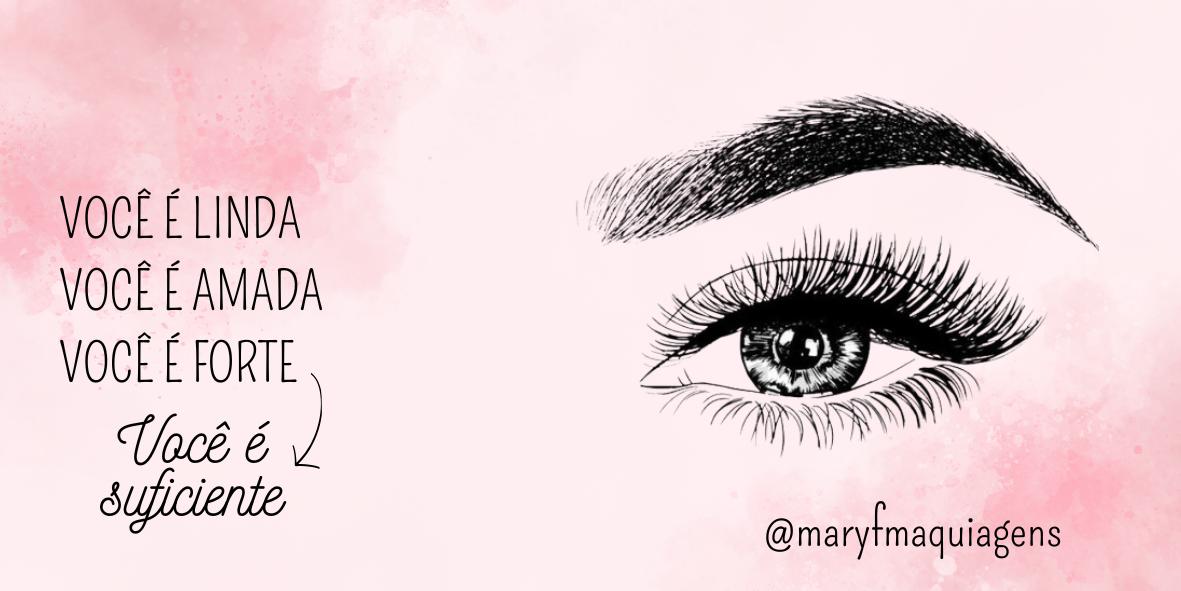 VOCÊ É LINDA
VOCÊ É AMADA
VOCÊ É FORTE
Você é
suficiente
@maryfmaquiagens